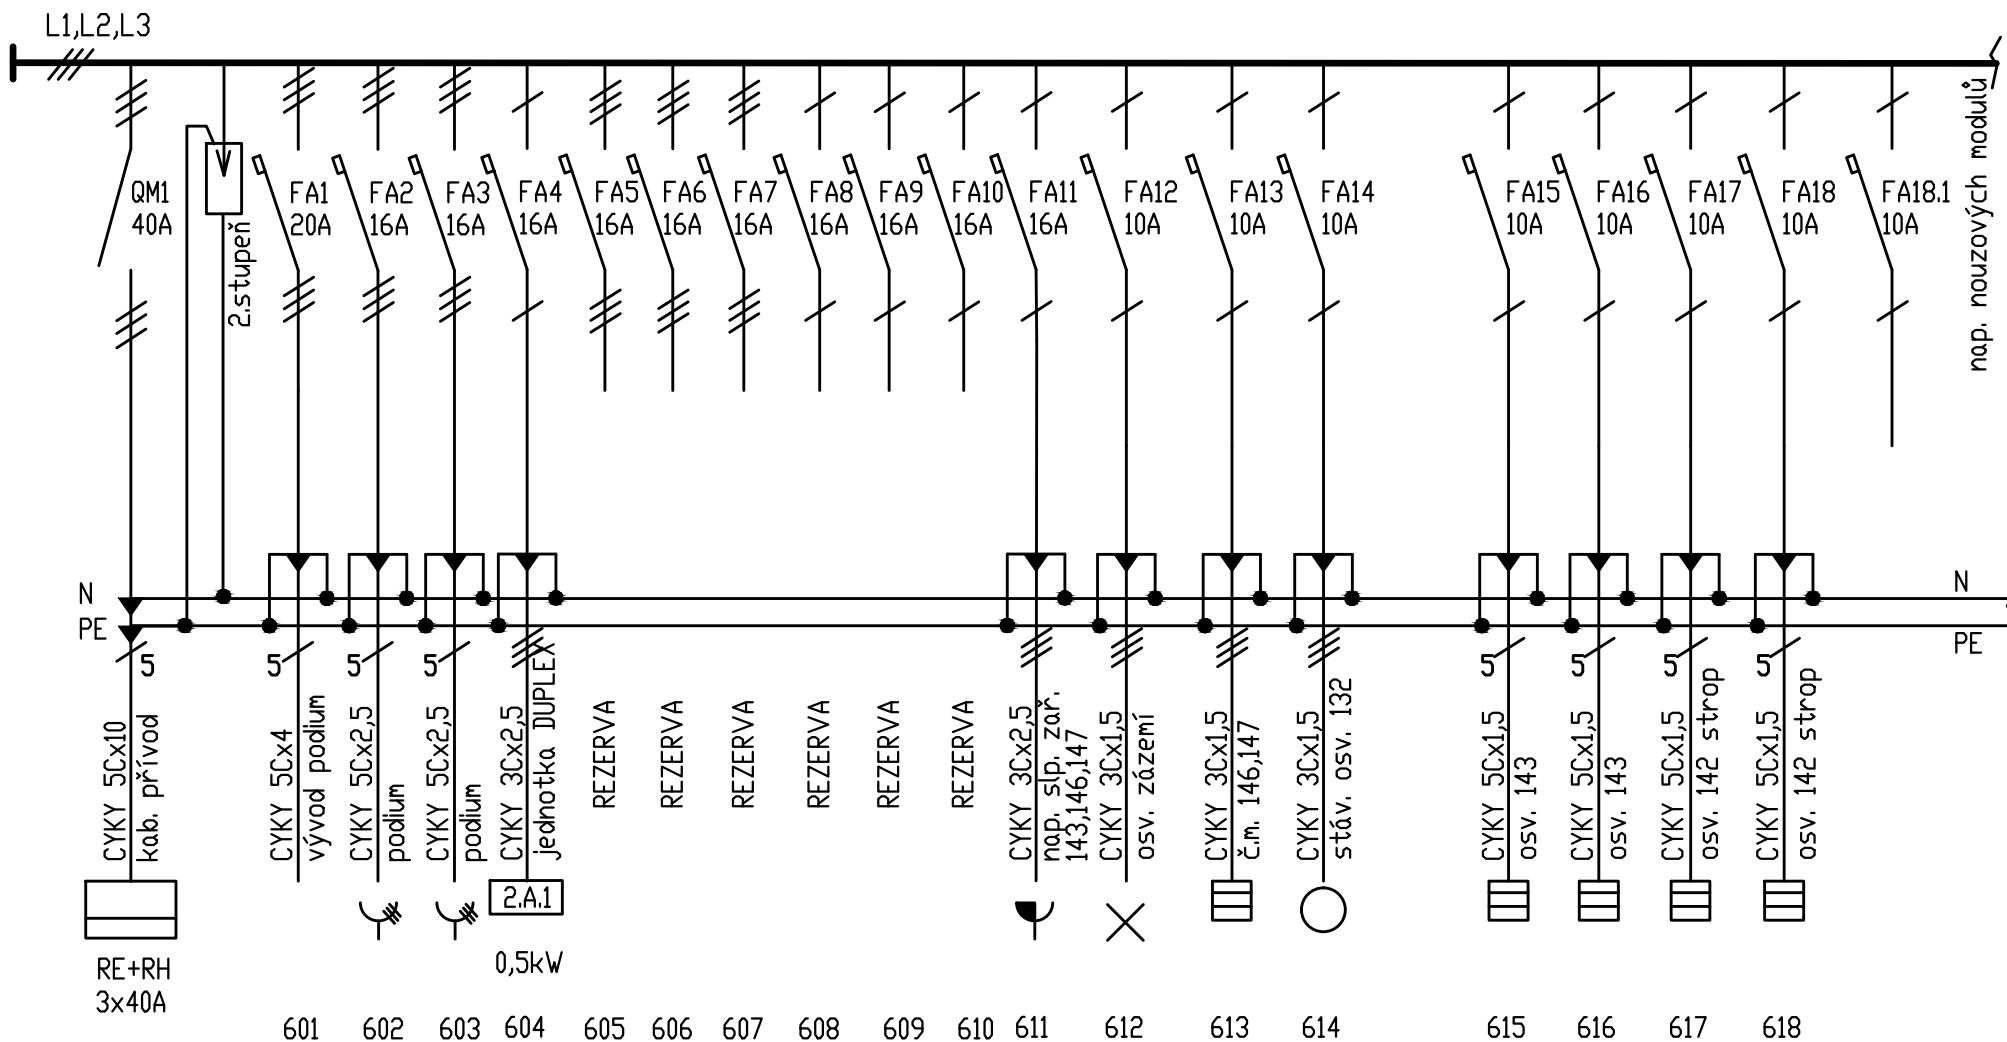 L1,L2,L3
QM1
40A
2.stupeň
FA1
20A
FA2
16A
FA3
16A
FA4
16A
FA5
16A
FA6
16A
FA7
16A
FA8
16A
FA9
16A
FA10
16A
FA11
16A
FA12
10A
FA13
10A
FA14
10A
FA15
10A
FA16
10A
FA17
10A
FA18
10A
FA18.1
10A
nap. nouzových modulů
N
N
PE
PE
5
5
5
5
5
5
5
5
CYKY 5Cx10
kab. přívod
CYKY 5Cx4
vývod podium
CYKY 5Cx2,5
podium
CYKY 5Cx2,5
podium
CYKY 3Cx2,5
jednotka DUPLEX
REZERVA
REZERVA
REZERVA
REZERVA
REZERVA
REZERVA
CYKY 3Cx2,5
nap. slp. zař.
143,146,147
CYKY 3Cx1,5
osv. zázemí
CYKY 3Cx1,5
č.m. 146,147
CYKY 3Cx1,5
stáv. osv. 132
CYKY 5Cx1,5
osv. 143
CYKY 5Cx1,5
osv. 143
CYKY 5Cx1,5
osv. 142 strop
CYKY 5Cx1,5
osv. 142 strop
2.A.1
RE+RH
3x40A
0,5kW
601
602
603
604
605
606
607
608
609
610
611
612
613
614
615
616
617
618